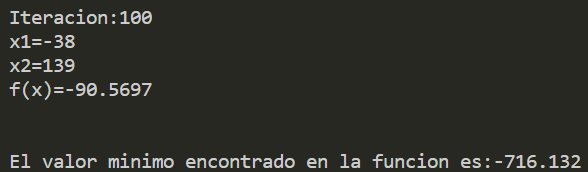 Iteracion:100
x1=-38
x2=139
f(x)=-90.5697
El valor minimo encontrado en la funcion es:-716.132